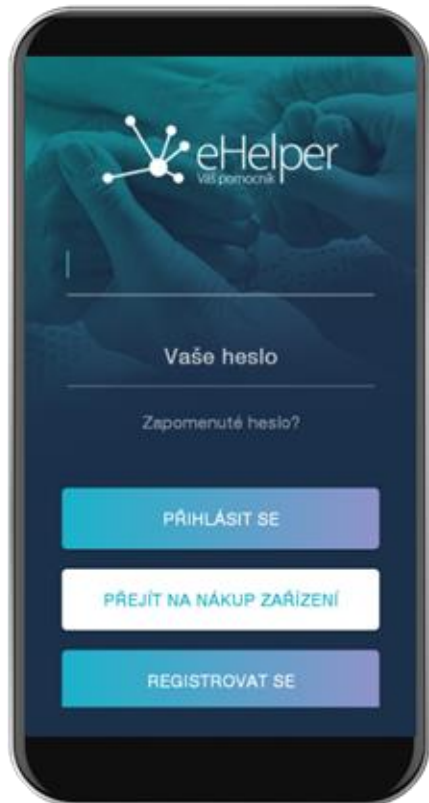 eHelper
Váš pomocník
Vaše heslo
Zapomenuté heslo?
PŘIHLÁSIT SE
PŘEJÍT NA NÁKUP ZAŘÍZENÍ
REGISTROVAT SE